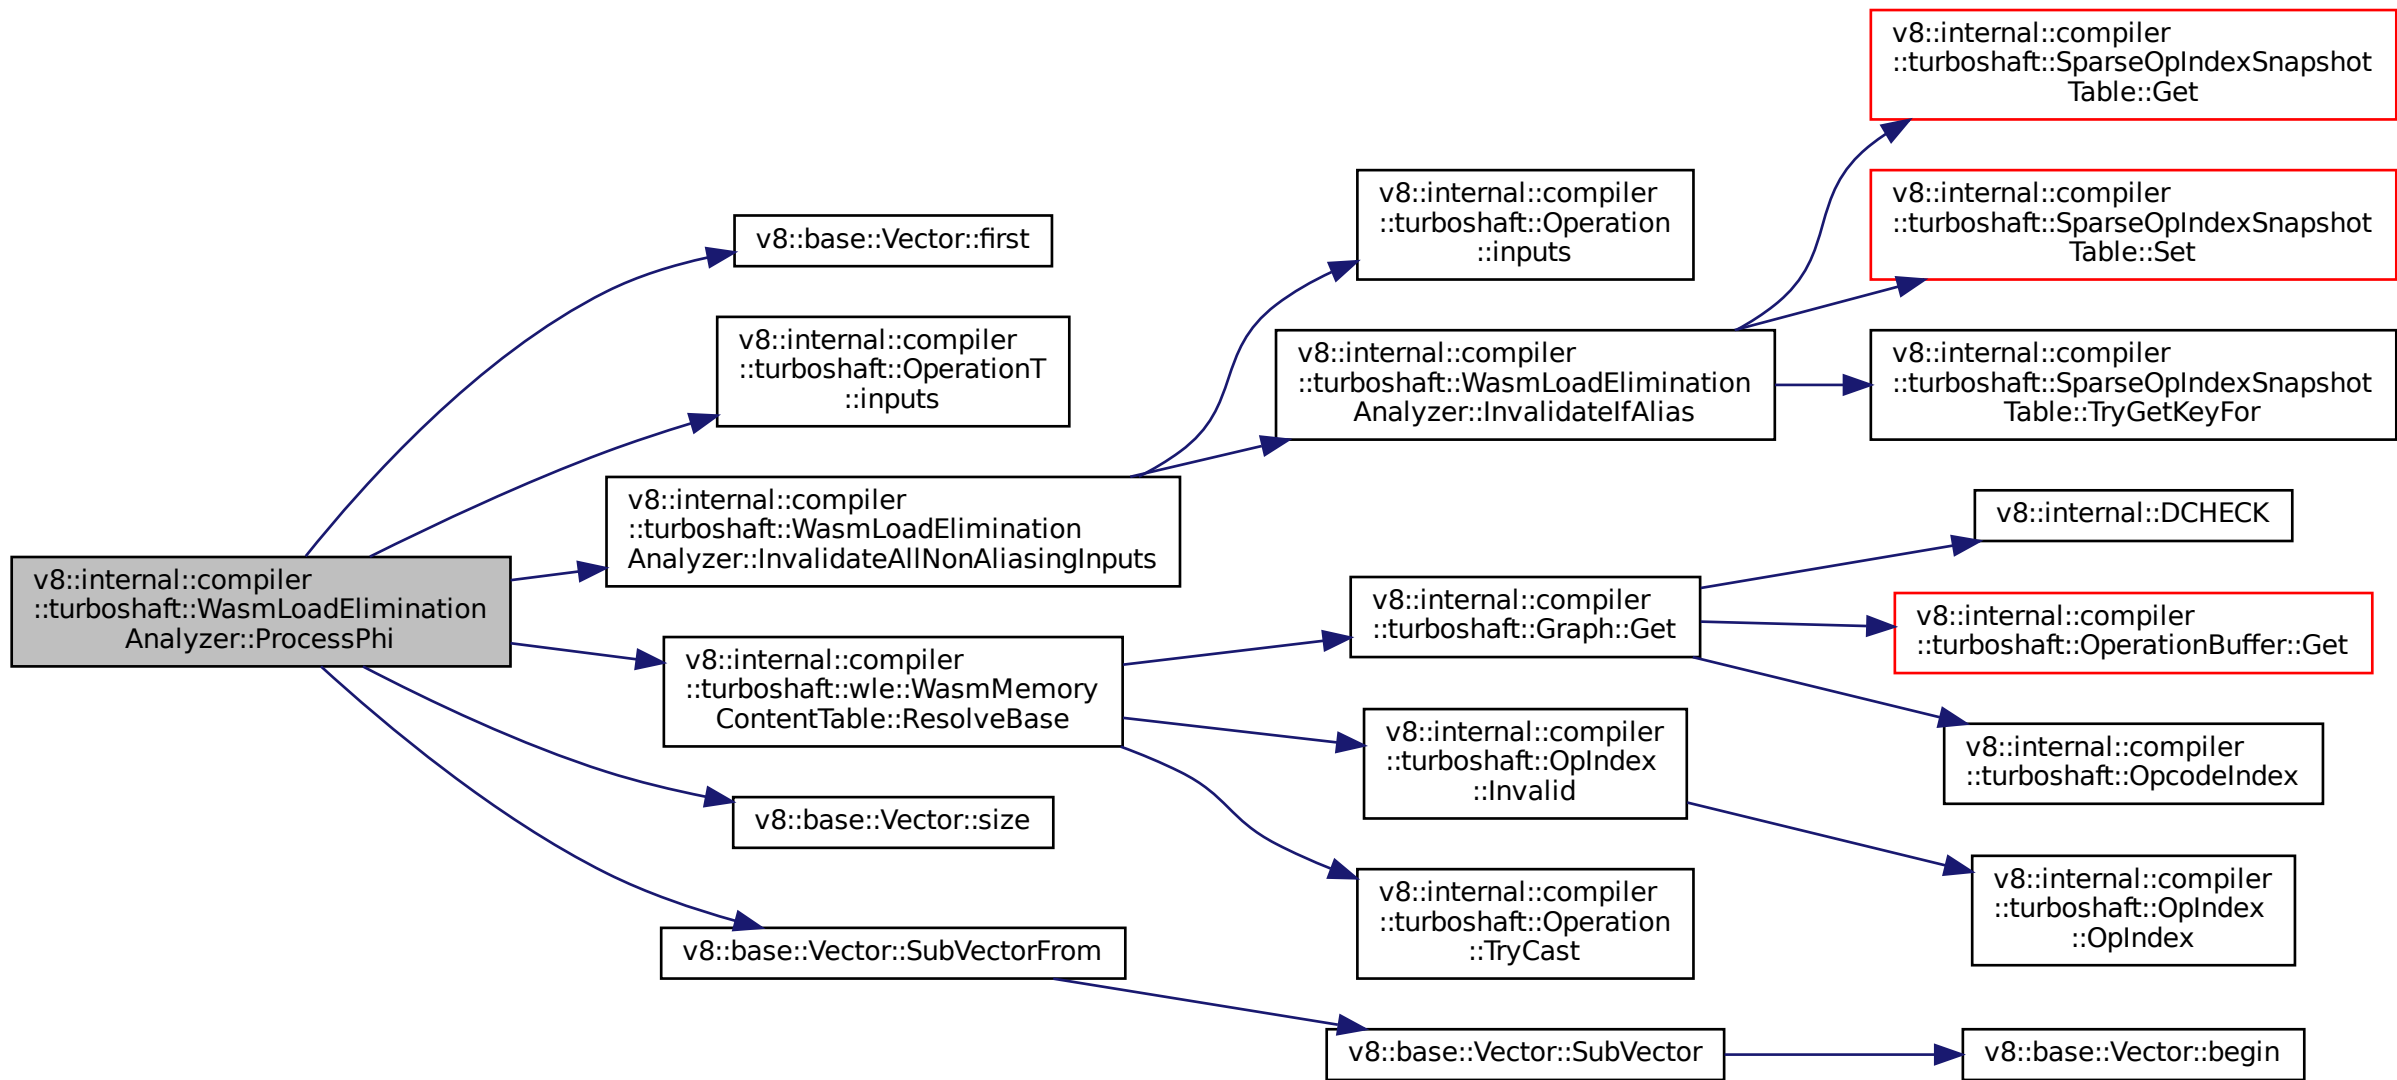 v8::internal::compiler
::turboshaft::WasmLoadElimination
Analyzer::ProcessPhi
v8::base::Vector::first
v8::internal::compiler
::turboshaft::OperationT
::inputs
v8::internal::compiler
::turboshaft::WasmLoadElimination
Analyzer::InvalidateAllNonAliasingInputs
v8::internal::compiler
::turboshaft::wle::WasmMemory
ContentTable::ResolveBase
v8::base::Vector::size
v8::base::Vector::SubVectorFrom
v8::internal::compiler
::turboshaft::Operation
::inputs
v8::internal::compiler
::turboshaft::WasmLoadElimination
Analyzer::InvalidateIfAlias
v8::internal::compiler
::turboshaft::Graph::Get
v8::internal::compiler
::turboshaft::OpIndex
::Invalid
v8::internal::compiler
::turboshaft::Operation
::TryCast
v8::base::Vector::SubVector
v8::internal::compiler
::turboshaft::SparseOpIndexSnapshot
Table::Get
v8::internal::compiler
::turboshaft::SparseOpIndexSnapshot
Table::Set
v8::internal::compiler
::turboshaft::SparseOpIndexSnapshot
Table::TryGetKeyFor
v8::internal::DCHECK
v8::internal::compiler
::turboshaft::OperationBuffer::Get
v8::internal::compiler
::turboshaft::OpcodeIndex
v8::internal::compiler
::turboshaft::OpIndex
::OpIndex
v8::base::Vector::begin